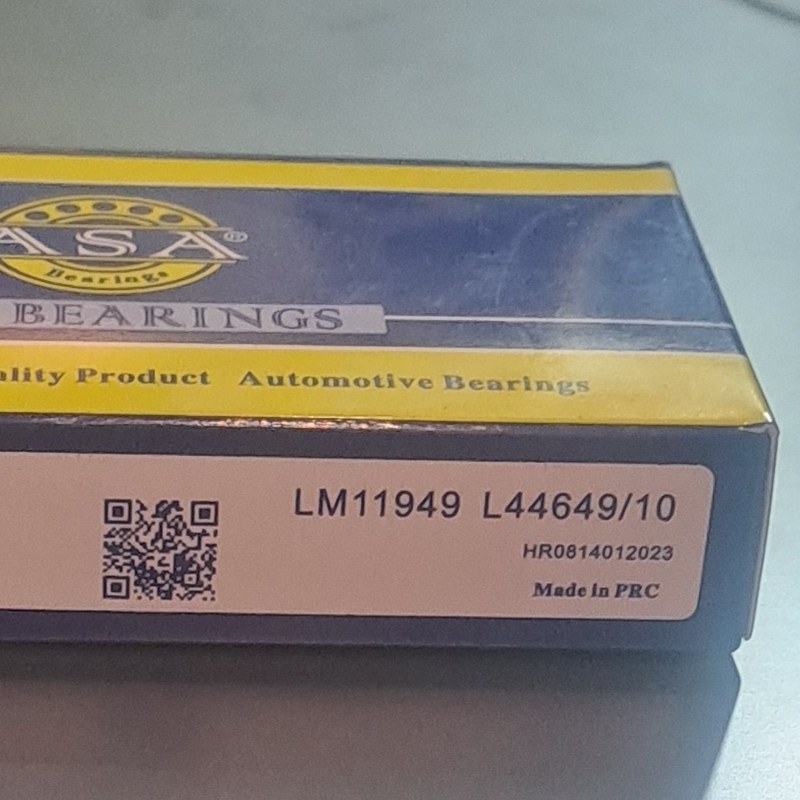 ASA®
Bearings
BEARINGS
ality Product Automotive Bearings
LM11949 L44649/10
HR0814012023
Made in PRC